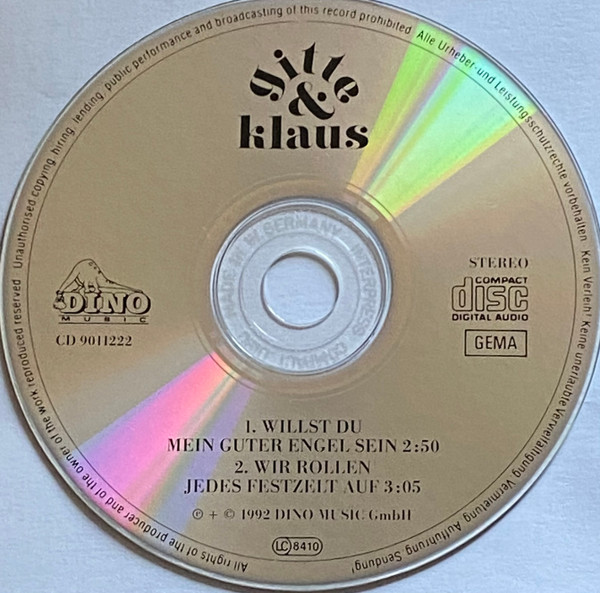 gitte
&
klaus
DINO
MUSIC
CD 9011222
STEREO
COMPACT
disc
DIGITAL AUDIO
GEMA
1. WILLST DU
MEIN GUTER ENGEL SEIN 2:50
2. WIR ROLLEN
JEDES FESTZELT AUF 3:05
℗ + © 1992 DINO MUSIC GmbH
LC 8410
All rights of the producer and of the owner of the work reproduced reserved · Unauthorised copying, hiring, lending, public performance and broadcasting of this record prohibited
Alle Urheber- und Leistungsschutzrechte vorbehalten · Kein Verleih! Keine unerlaubte Vervielfältigung, Vermietung, Aufführung, Sendung!
MADE IN W. GERMANY